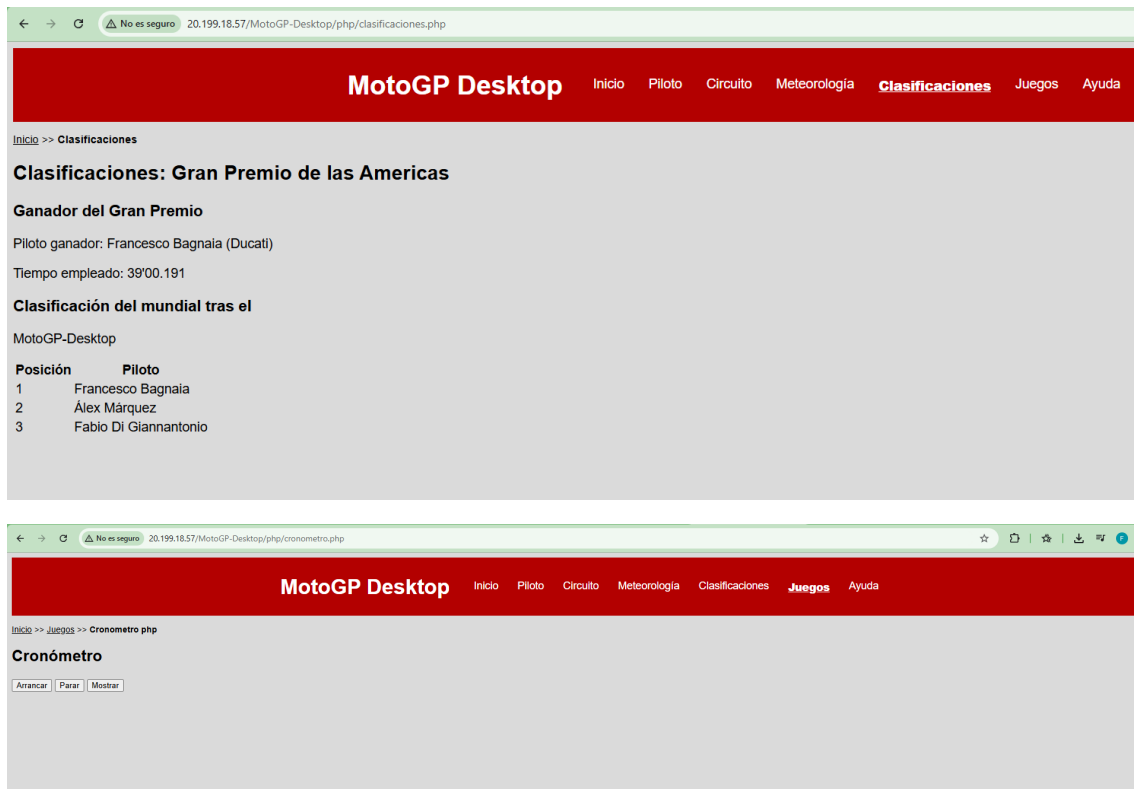 No es seguro 20.199.18.57/MotoGP-Desktop/php/clasificaciones.php
MotoGP Desktop Inicio Piloto Circuito Meteorología Clasificaciones Juegos Ayuda
Inicio >> Clasificaciones
Clasificaciones: Gran Premio de las Americas
Ganador del Gran Premio
Piloto ganador: Francesco Bagnaia (Ducati)
Tiempo empleado: 39'00.191
Clasificación del mundial tras el
MotoGP-Desktop
Posición Piloto
1 Francesco Bagnaia
2 Álex Márquez
3 Fabio Di Giannantonio
No es seguro 20.199.18.57/MotoGP-Desktop/php/cronometro.php
MotoGP Desktop Inicio Piloto Circuito Meteorología Clasificaciones Juegos Ayuda
Inicio >> Juegos >> Cronometro php
Cronómetro
Arrancar Parar Mostrar